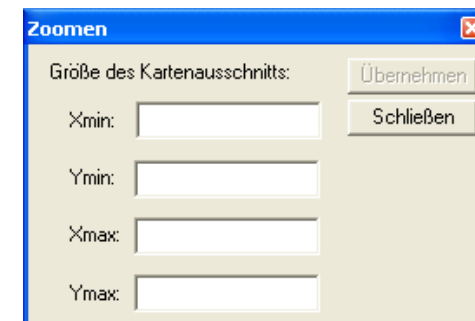 Zoomen
Größe des Kartenausschnitts:
Übernehmen
Xmin:
Schließen
Ymin:
Xmax:
Ymax: